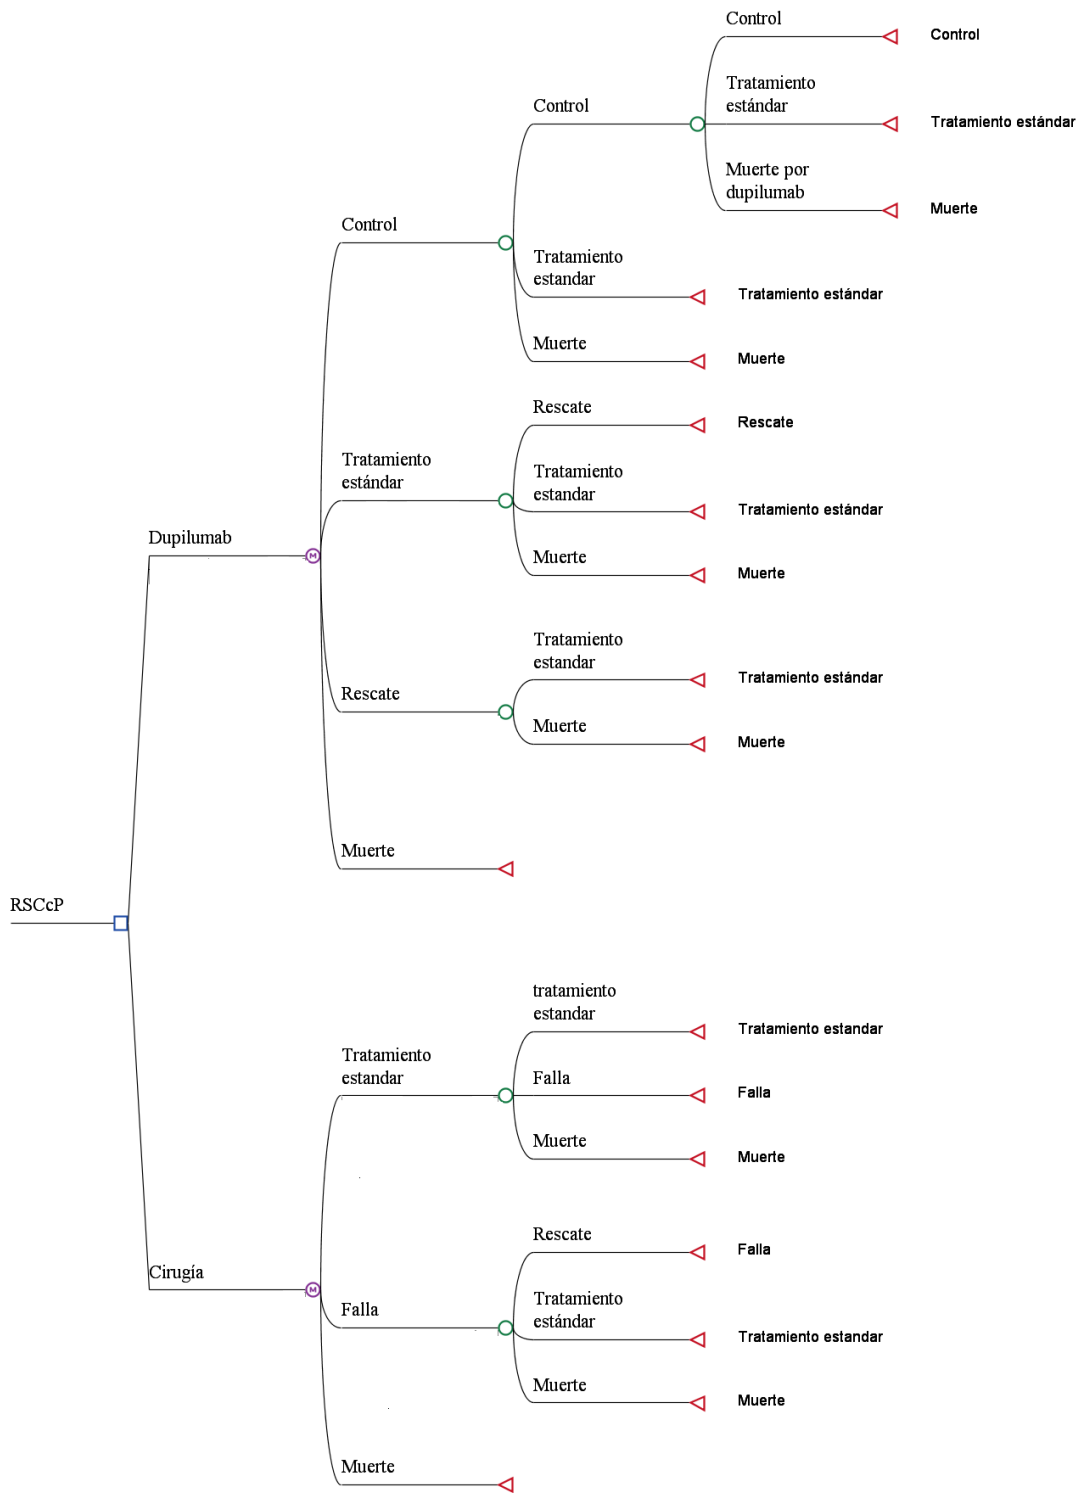 Control
Control
Tratamiento
estándar
Tratamiento estándar
Control
Muerte por
dupilumab
Muerte
Control
Tratamiento
estandar
Tratamiento estándar
Muerte
Muerte
Rescate
Rescate
Tratamiento
estándar
Tratamiento
estandar
Tratamiento estándar
Dupilumab
M
Muerte
Muerte
Tratamiento
estandar
Tratamiento estándar
Rescate
Muerte
Muerte
Muerte
RSCcP
tratamiento
estandar
Tratamiento estandar
Tratamiento
estandar
Falla
Falla
Muerte
Muerte
Rescate
Falla
Cirugía
M
Falla
Tratamiento
estándar
Tratamiento estandar
Muerte
Muerte
Muerte